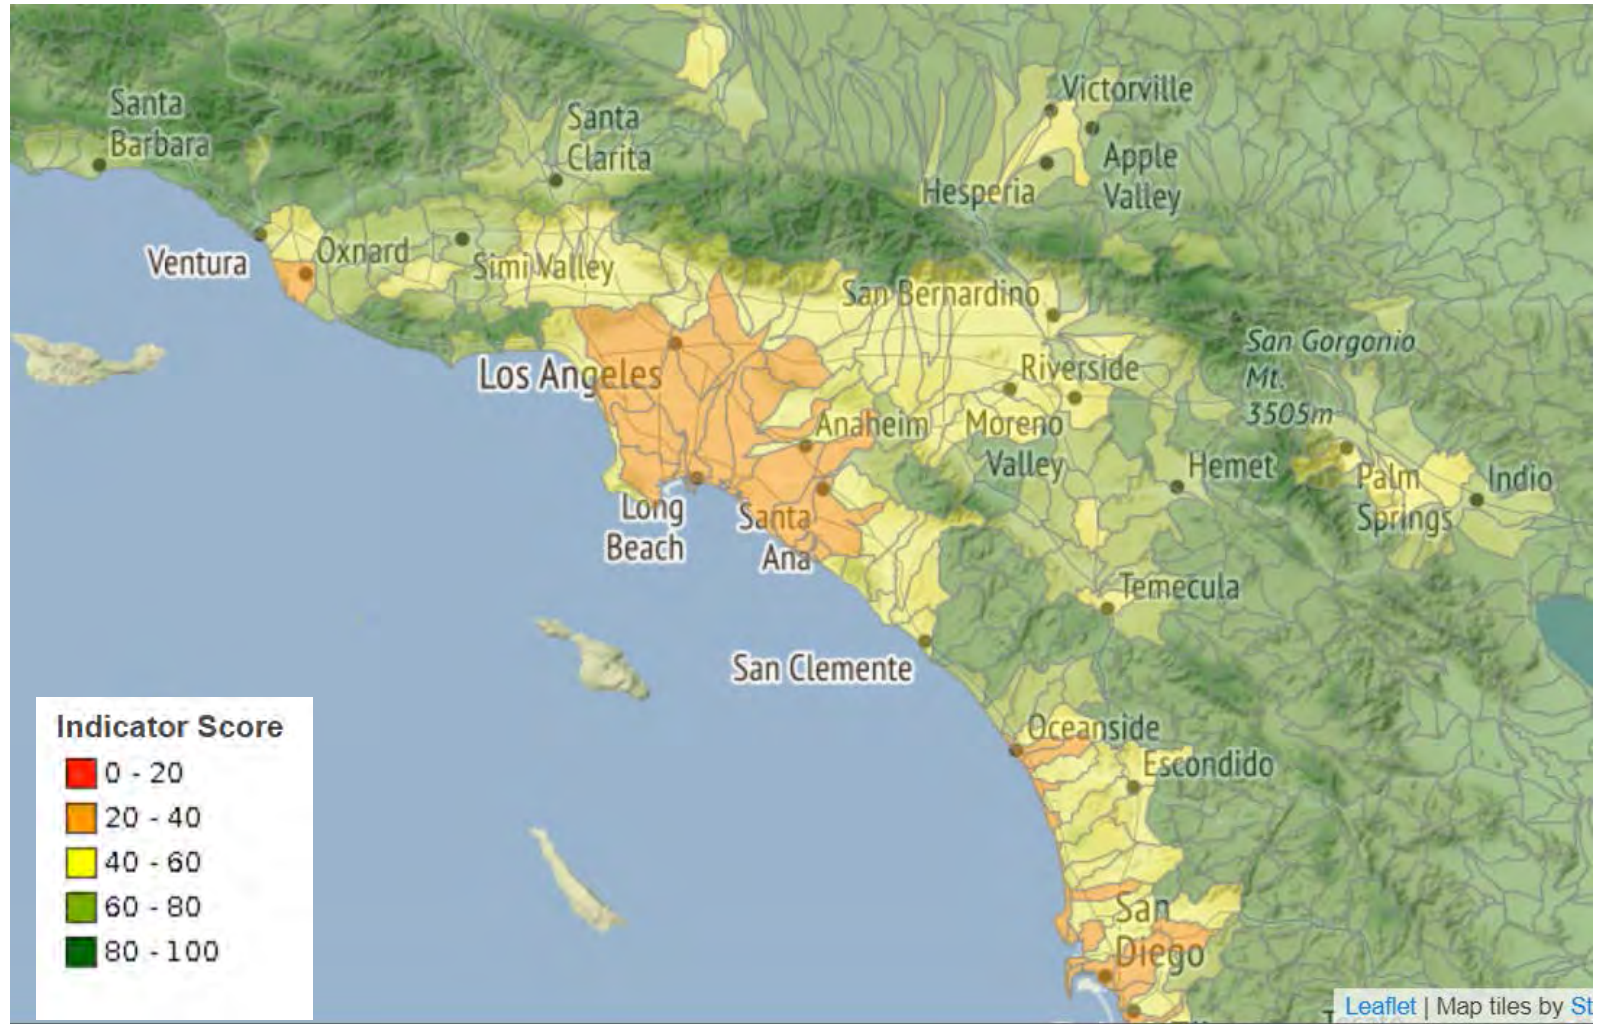 Santa
Barbara
Santa
Clarita
Victorville
Apple
Valley
Hesperia
Ventura
Oxnard
Simi Valley
San Bernardino
San Gorgonio
Mt.
3505m
Los Angeles
Riverside
Anaheim
Moreno
Valley
Hemet
Palm
Springs
Indio
Long
Beach
Santa
Ana
Temecula
San Clemente
Oceanside
Escondido
San
Diego
Indicator Score
0 - 20
20 - 40
40 - 60
60 - 80
80 - 100
Leaflet | Map tiles by St